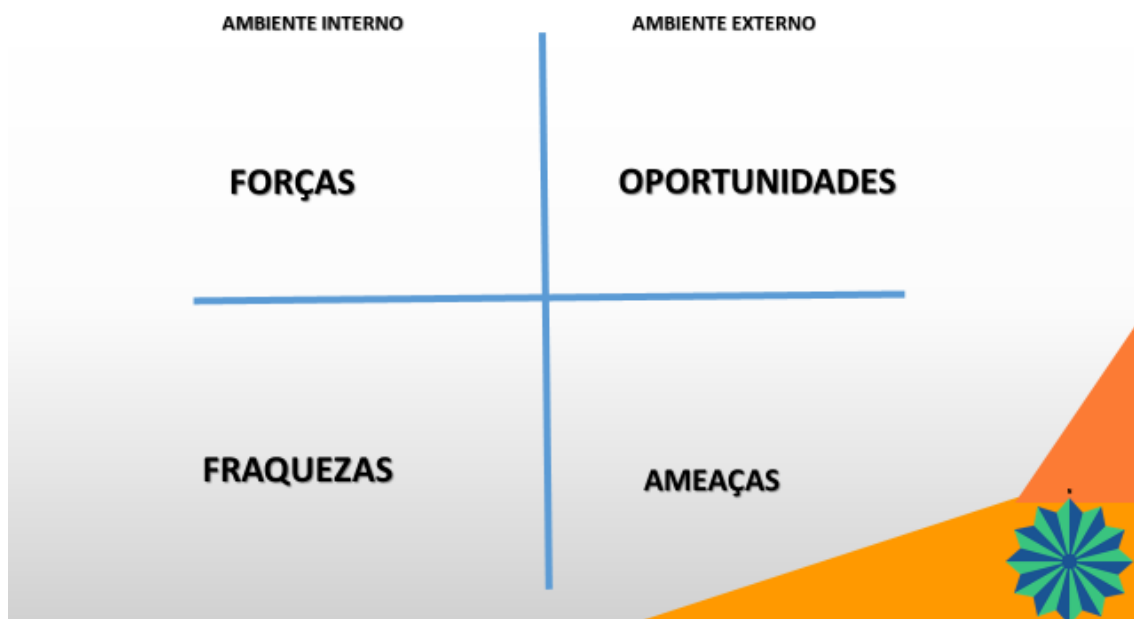 AMBIENTE INTERNO
AMBIENTE EXTERNO
FORÇAS
OPORTUNIDADES
FRAQUEZAS
AMEAÇAS